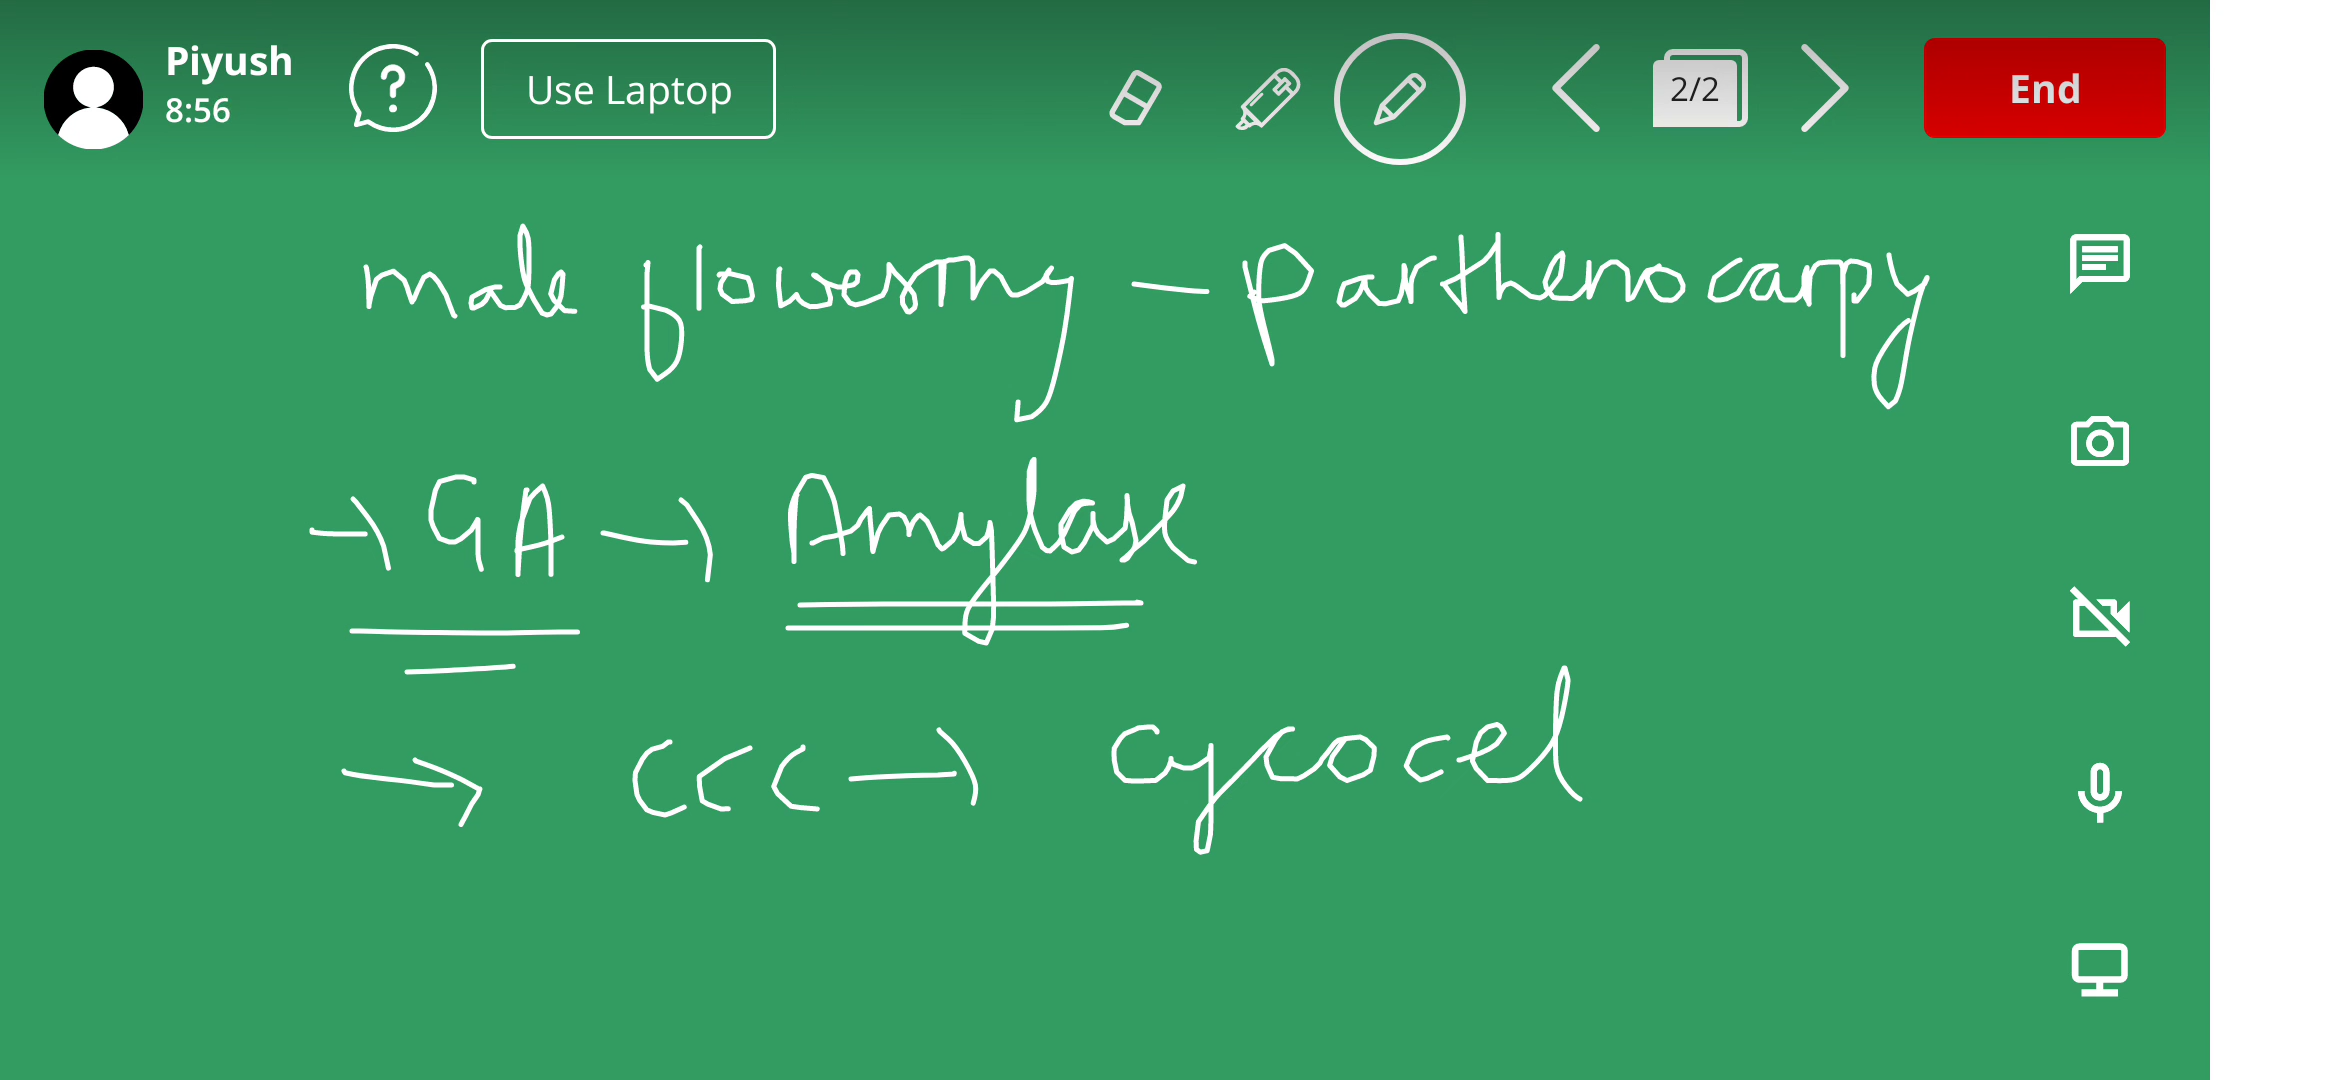 Piyush
8:56
Use Laptop
2/2
End
male flowering - Parthenocarpy
→ GA → Amylase
→ CCC → Cycocel